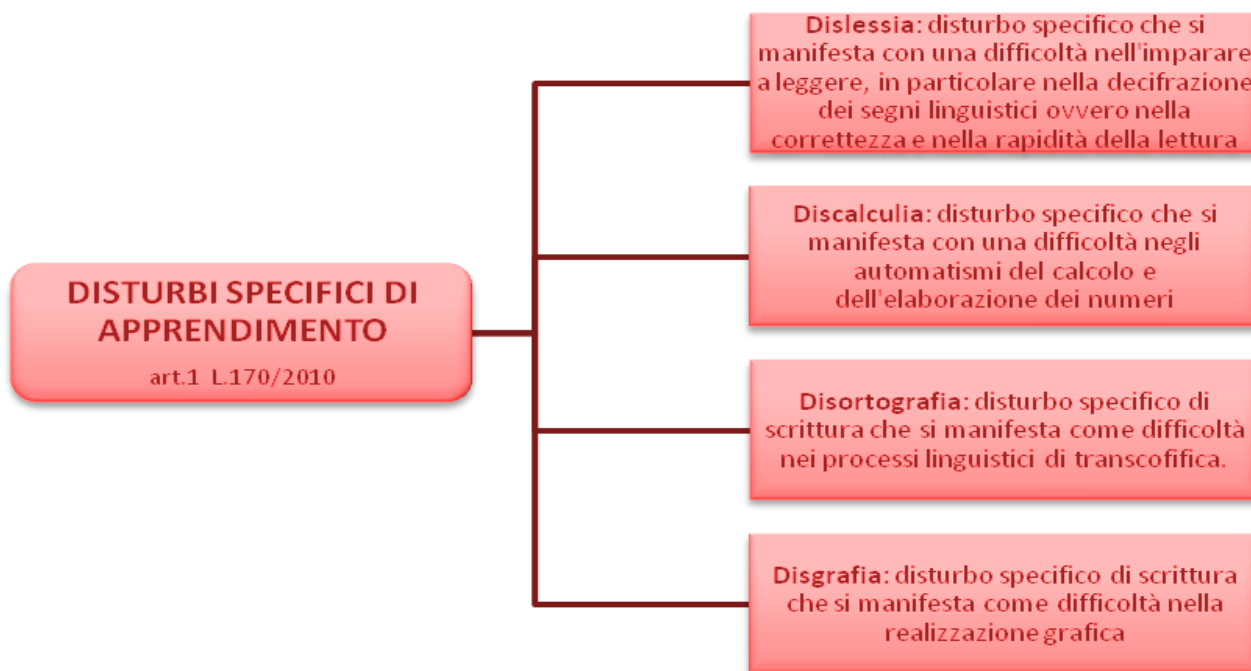 DISTURBI SPECIFICI DI
APPRENDIMENTO
art.1 L.170/2010
Dislessia: disturbo specifico che si
manifesta con una difficoltà nell'imparare
a leggere, in particolare nella decifrazione
dei segni linguistici ovvero nella
correttezza e nella rapidità della lettura
Discalculia: disturbo specifico che si
manifesta con una difficoltà negli
automatismi del calcolo e
dell'elaborazione dei numeri
Disortografia: disturbo specifico di
scrittura che si manifesta come difficoltà
nei processi linguistici di transcofifica.
Disgrafia: disturbo specifico di scrittura
che si manifesta come difficoltà nella
realizzazione grafica